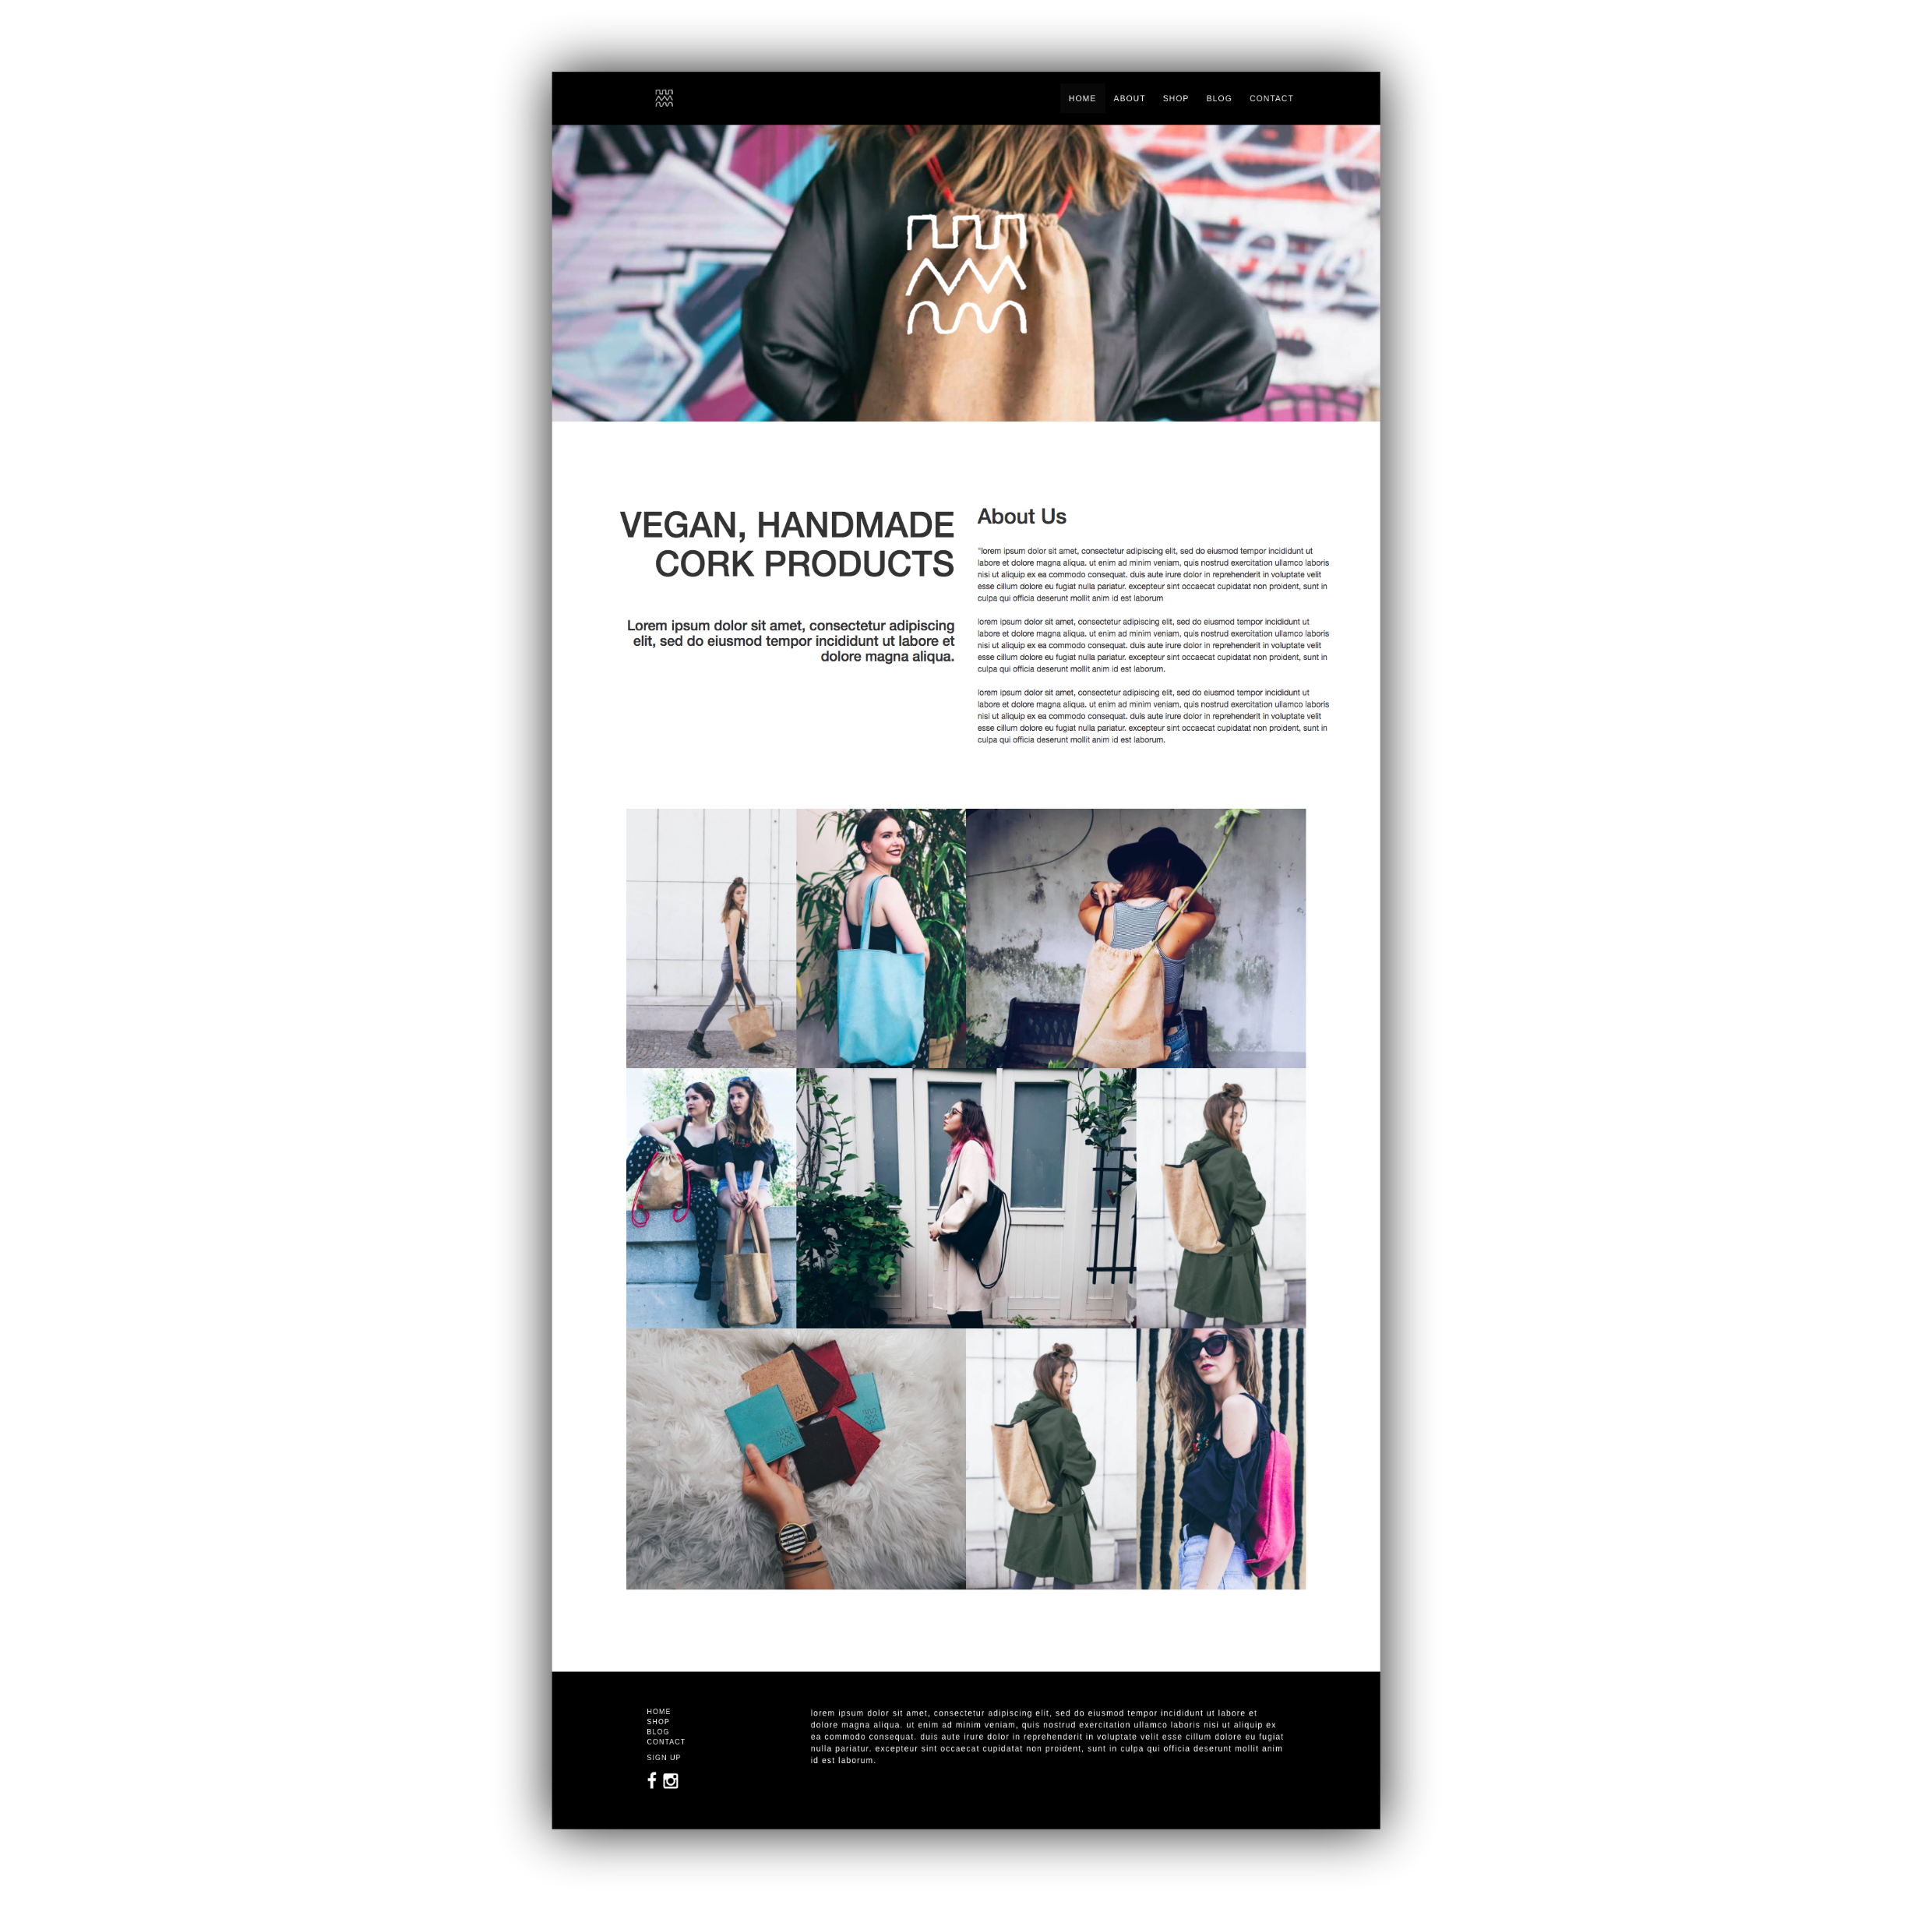 HOME ABOUT SHOP BLOG CONTACT
VEGAN, HANDMADE
CORK PRODUCTS
Lorem ipsum dolor sit amet, consectetur adipiscing
elit, sed do eiusmod tempor incididunt ut labore et
dolore magna aliqua.
About Us
"lorem ipsum dolor sit amet, consectetur adipiscing elit, sed do eiusmod tempor incididunt ut
labore et dolore magna aliqua. ut enim ad minim veniam, quis nostrud exercitation ullamco laboris
nisi ut aliquip ex ea commodo consequat. duis aute irure dolor in reprehenderit in voluptate velit
esse cillum dolore eu fugiat nulla pariatur. excepteur sint occaecat cupidatat non proident, sunt in
culpa qui officia deserunt mollit anim id est laborum
lorem ipsum dolor sit amet, consectetur adipiscing elit, sed do eiusmod tempor incididunt ut
labore et dolore magna aliqua. ut enim ad minim veniam, quis nostrud exercitation ullamco laboris
nisi ut aliquip ex ea commodo consequat. duis aute irure dolor in reprehenderit in voluptate velit
esse cillum dolore eu fugiat nulla pariatur. excepteur sint occaecat cupidatat non proident, sunt in
culpa qui officia deserunt mollit anim id est laborum.
lorem ipsum dolor sit amet, consectetur adipiscing elit, sed do eiusmod tempor incididunt ut
labore et dolore magna aliqua. ut enim ad minim veniam, quis nostrud exercitation ullamco laboris
nisi ut aliquip ex ea commodo consequat. duis aute irure dolor in reprehenderit in voluptate velit
esse cillum dolore eu fugiat nulla pariatur. excepteur sint occaecat cupidatat non proident, sunt in
culpa qui officia deserunt mollit anim id est laborum.
HOME
SHOP
BLOG
CONTACT
SIGN UP
lorem ipsum dolor sit amet, consectetur adipiscing elit, sed do eiusmod tempor incididunt ut labore et
dolore magna aliqua. ut enim ad minim veniam, quis nostrud exercitation ullamco laboris nisi ut aliquip ex
ea commodo consequat. duis aute irure dolor in reprehenderit in voluptate velit esse cillum dolore eu fugiat
nulla pariatur. excepteur sint occaecat cupidatat non proident, sunt in culpa qui officia deserunt mollit anim
id est laborum.